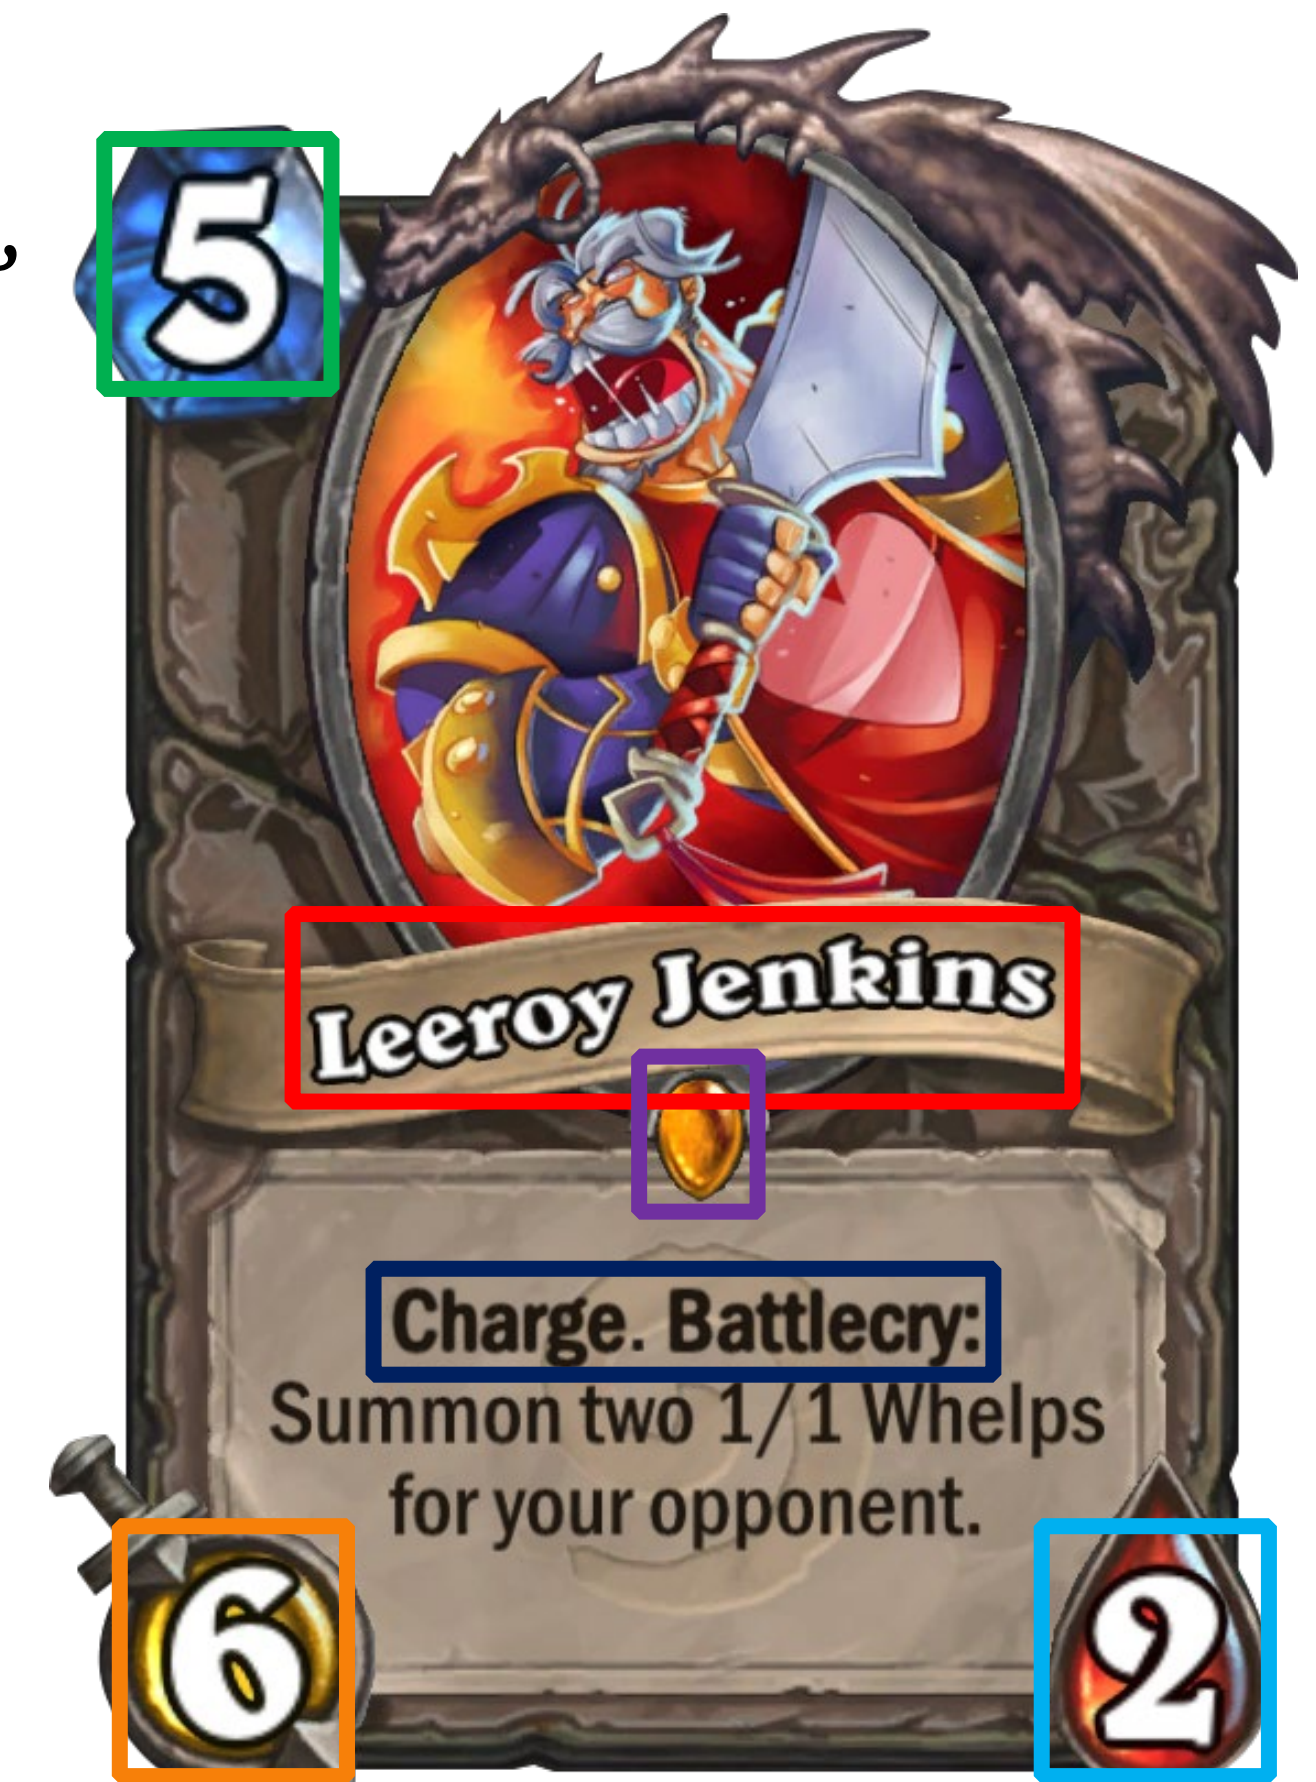 5
Leeroy Jenkins
Charge. Battlecry:
Summon two 1/1 Whelps
for your opponent.
6
2